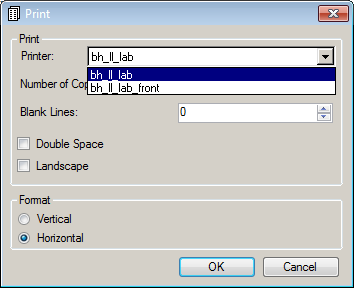 Print
Print
Printer: bh_ll_lab
bh_ll_lab
Number of Cop
bh_ll_lab_front
Blank Lines: 0
Double Space
Landscape
Format
Vertical
Horizontal
OK Cancel